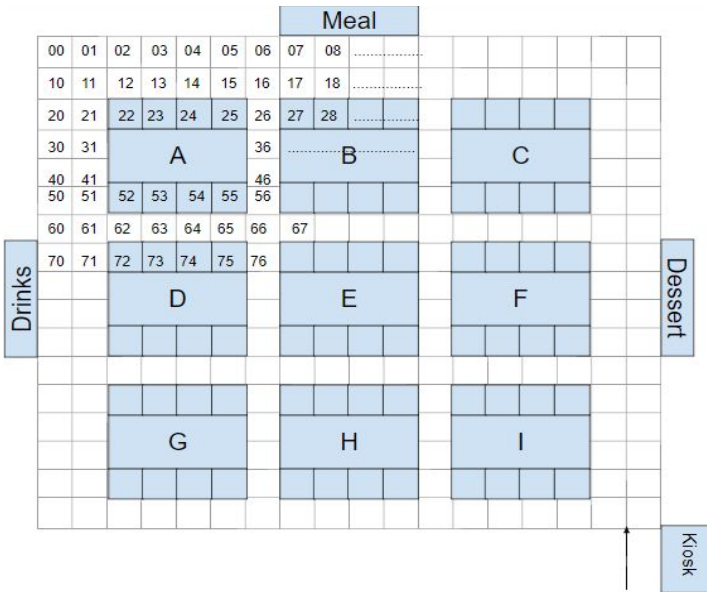 Meal
00 01 02 03 04 05 06 07 08 ....................
10 11 12 13 14 15 16 17 18 ....................
20 21 22 23 24 25 26 27 28 ....................
30 31 A 36 ........................................ B C
40 41 46
50 51 52 53 54 55 56
60 61 62 63 64 65 66 67
70 71 72 73 74 75 76
Drinks D E F Dessert
G H I
Kiosk